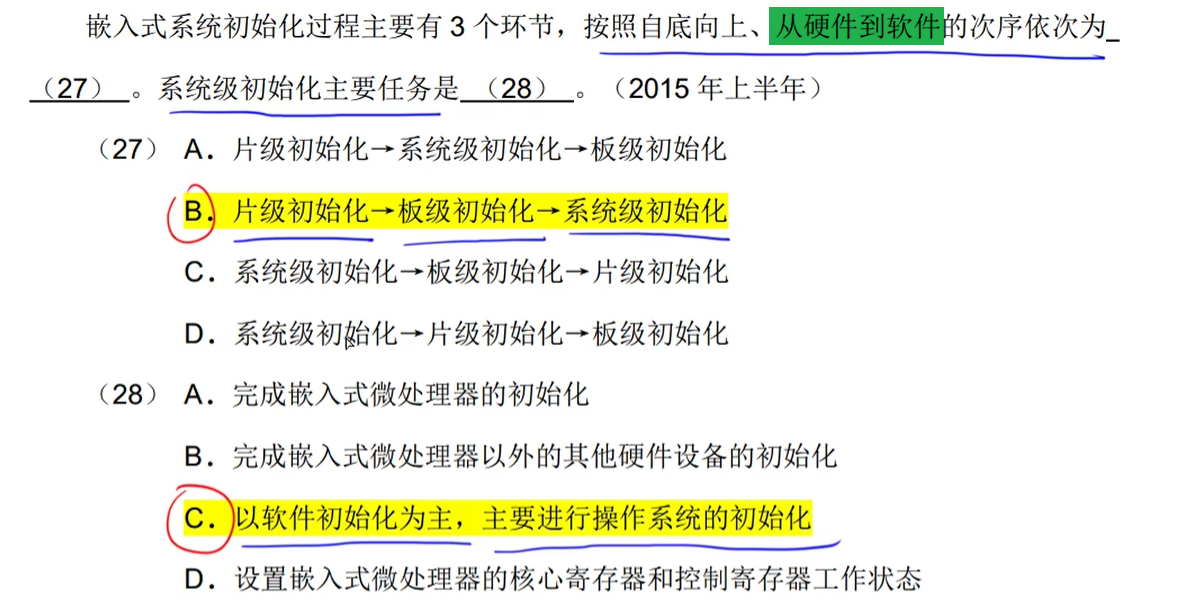 嵌入式系统初始化过程主要有 3 个环节，按照自底向上、从硬件到软件的次序依次为
（27）。系统级初始化主要任务是（28）。（2015 年上半年）
（27）A．片级初始化→系统级初始化→板级初始化
B．片级初始化→板级初始化→系统级初始化
C．系统级初始化→板级初始化→片级初始化
D．系统级初始化→片级初始化→板级初始化
（28）A．完成嵌入式微处理器的初始化
B．完成嵌入式微处理器以外的其他硬件设备的初始化
C．以软件初始化为主，主要进行操作系统的初始化
D．设置嵌入式微处理器的核心寄存器和控制寄存器工作状态